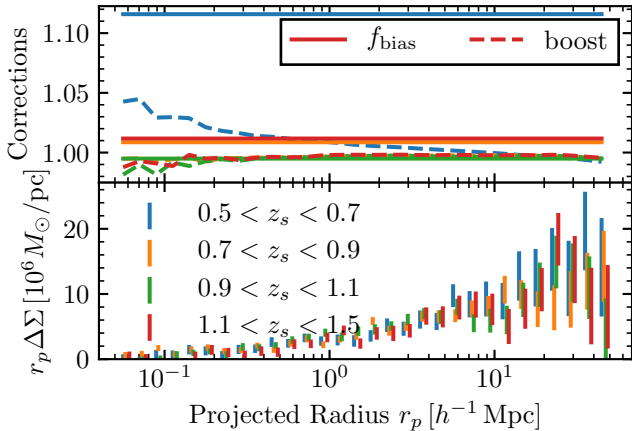 1.10
1.05
1.00
Corrections
f_bias
boost
20
10
0
r_p ΔΣ [10^6 M_⊙/pc]
0.5 < z_s < 0.7
0.7 < z_s < 0.9
0.9 < z_s < 1.1
1.1 < z_s < 1.5
10^−1
10^0
10^1
Projected Radius r_p [h^−1 Mpc]